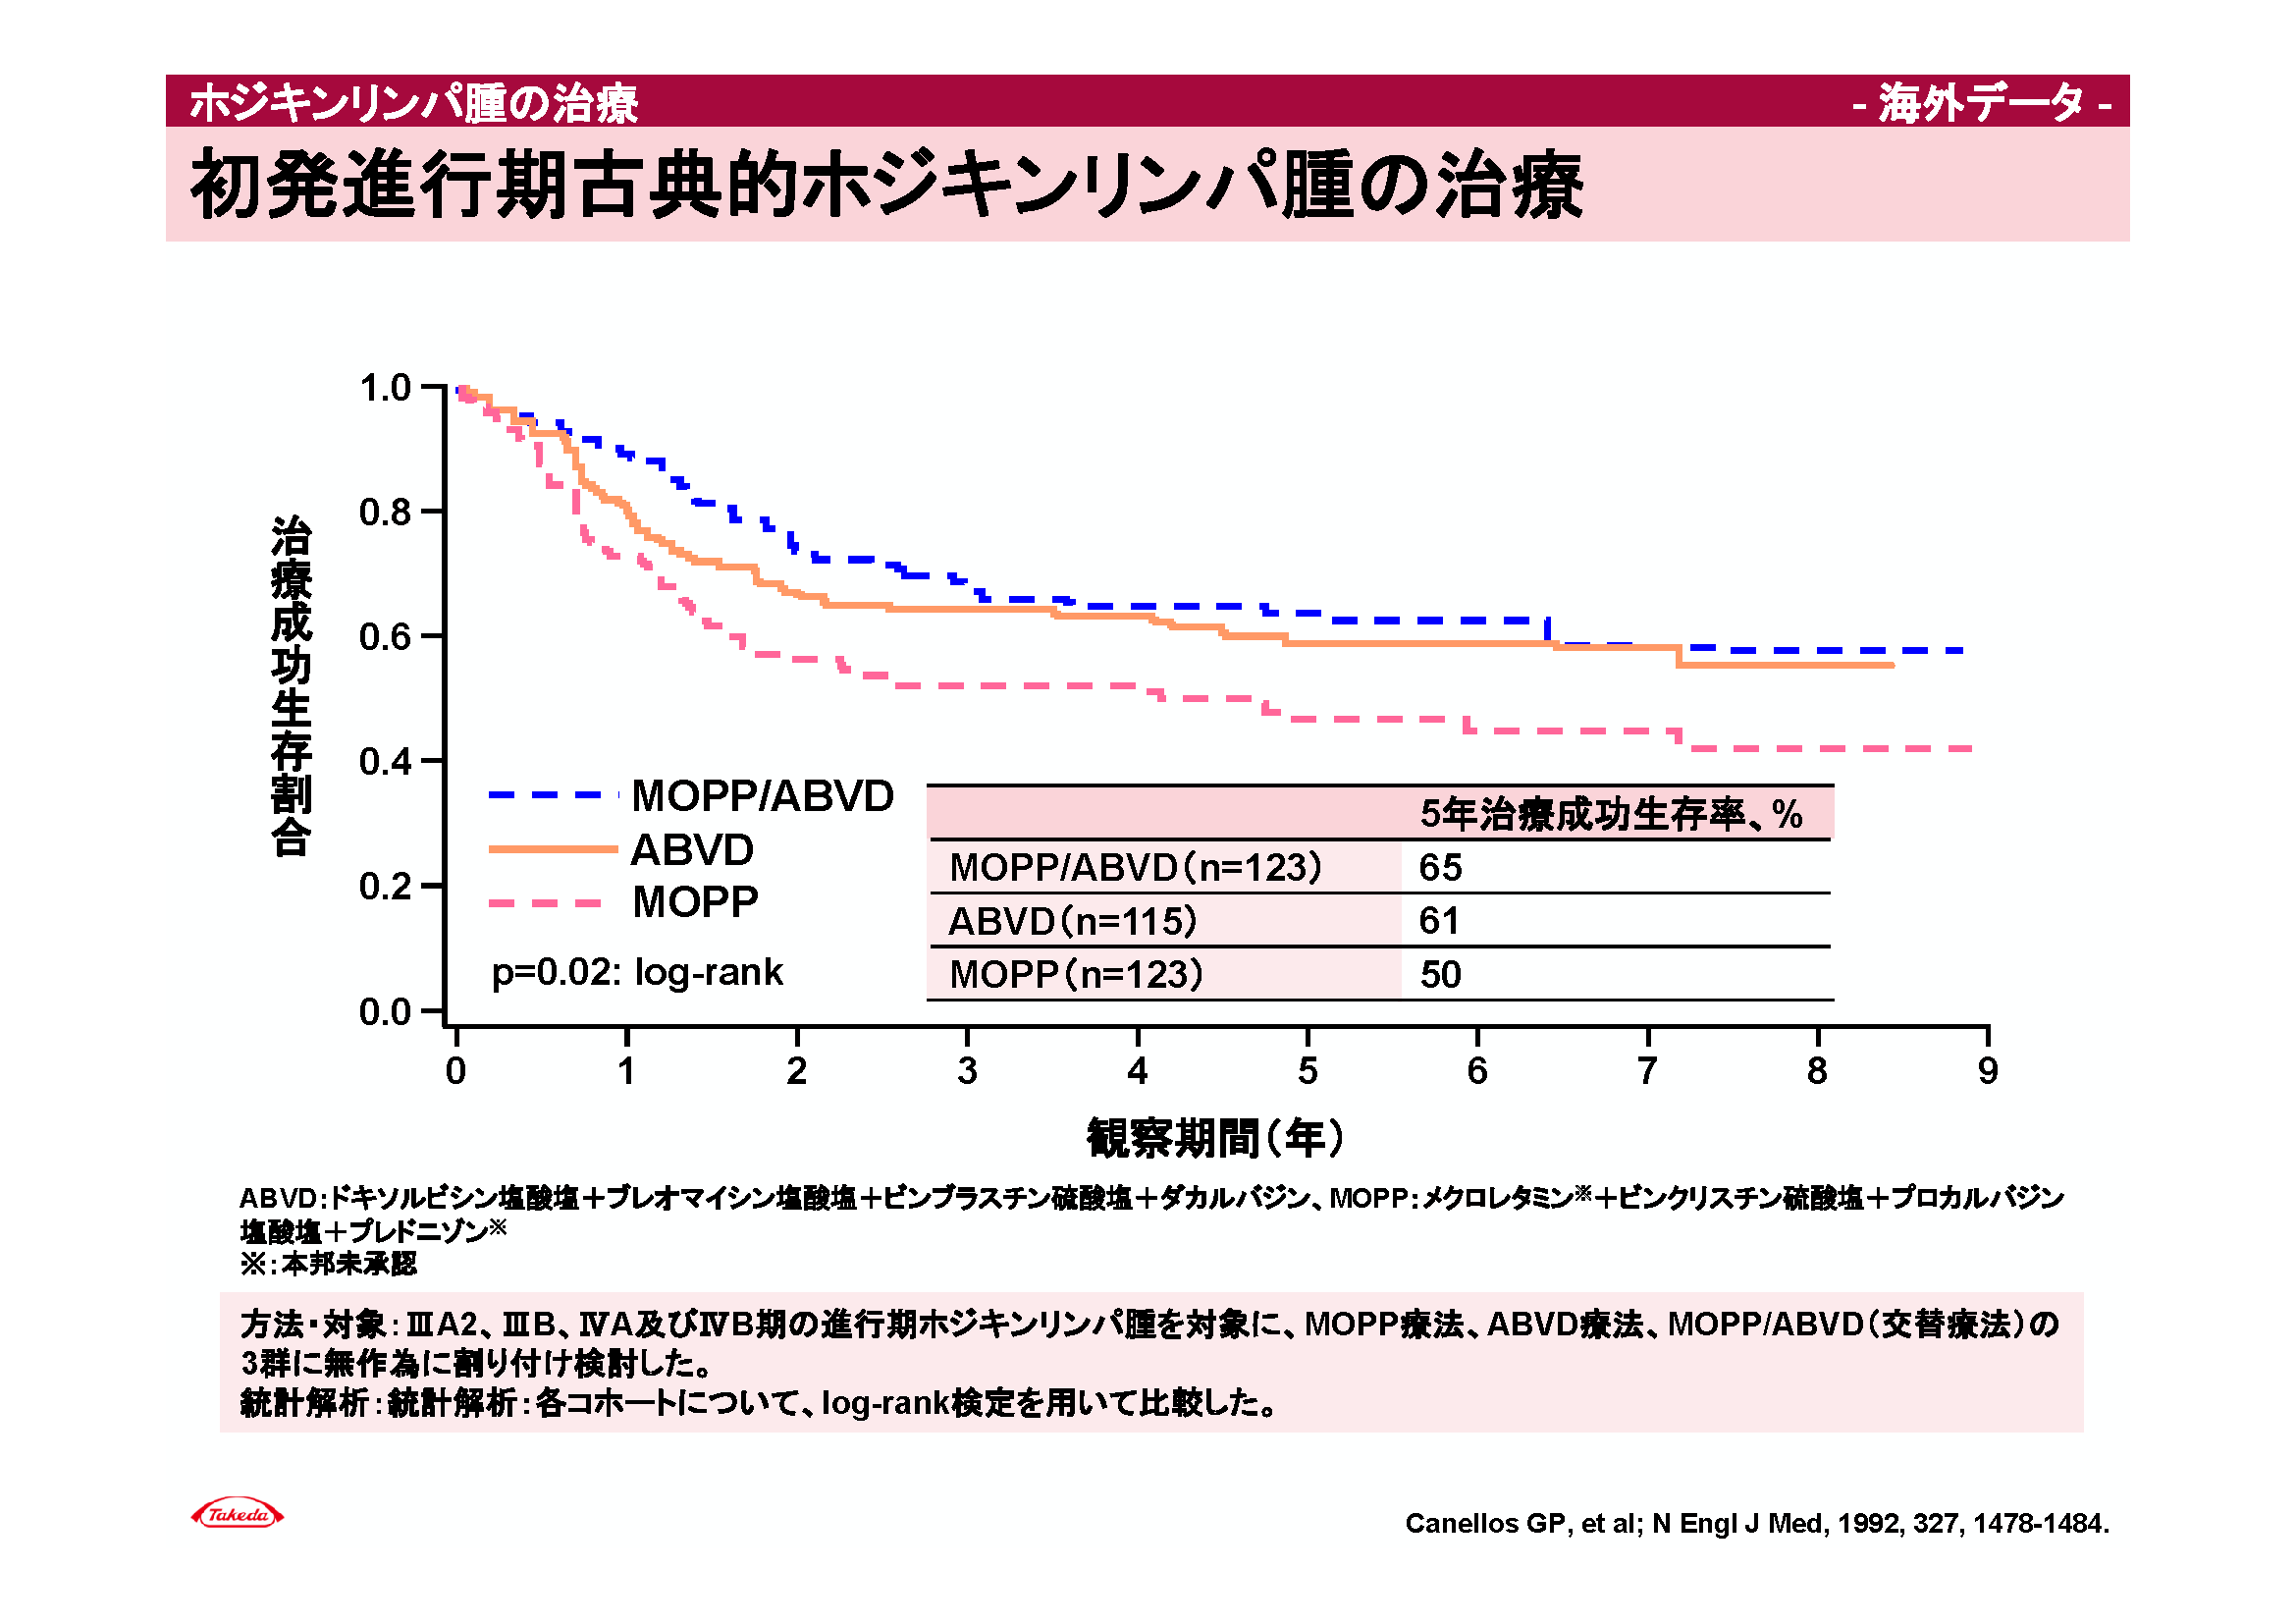 ホジキンリンパ腫の治療
- 海外データ -
初発進行期古典的ホジキンリンパ腫の治療
治療成功生存割合
1.0
0.8
0.6
0.4
0.2
0.0
MOPP/ABVD
ABVD
MOPP
p=0.02: log-rank
5年治療成功生存率、%
MOPP/ABVD(n=123) 65
ABVD(n=115) 61
MOPP(n=123) 50
0 1 2 3 4 5 6 7 8 9
観察期間(年)
ABVD:ドキソルビシン塩酸塩+ブレオマイシン塩酸塩+ビンブラスチン硫酸塩+ダカルバジン、MOPP:メクロレタミン※+ビンクリスチン硫酸塩+プロカルバジン
塩酸塩+プレドニゾン※
※:本邦未承認
方法・対象:ⅢA2、ⅢB、ⅣA及びⅣB期の進行期ホジキンリンパ腫を対象に、MOPP療法、ABVD療法、MOPP/ABVD(交替療法)の
3群に無作為に割り付け検討した。
統計解析:統計解析:各コホートについて、log-rank検定を用いて比較した。
Takeda
Canellos GP, et al; N Engl J Med, 1992, 327, 1478-1484.